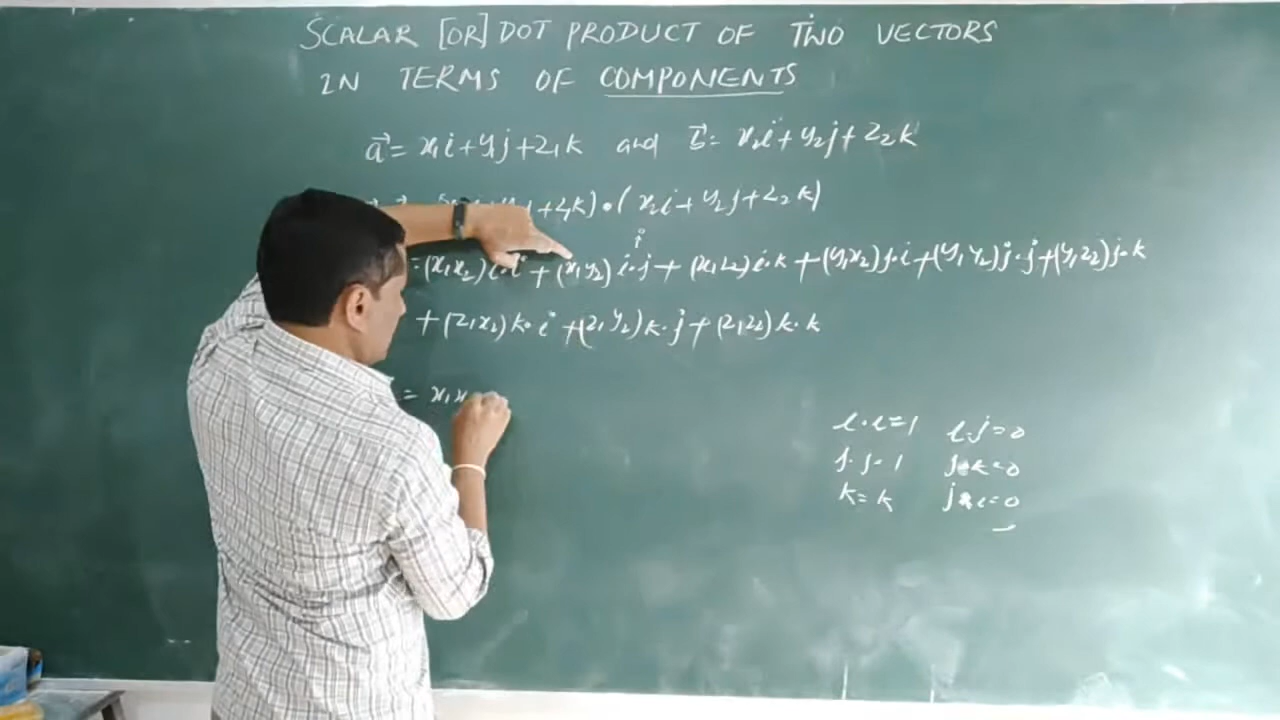 SCALAR [OR] DOT PRODUCT OF TWO VECTORS
IN TERMS OF COMPONENTS
a⃗ = x₁i + y₁j + z₁k and b⃗ = x₂i + y₂j + z₂k
j + z₁k) • (x₂i + y₂j + z₂k)
= (x₁x₂) i•i + (x₁y₂) i•j + (x₁z₂) i•k + (y₁x₂) j•i + (y₁y₂) j•j + (y₁z₂) j•k
+ (z₁x₂) k•i + (z₁y₂) k•j + (z₁z₂) k•k
= x₁x
i•i = 1 i•j = 0
j•j = 1 j•k = 0
k = k j•i = 0